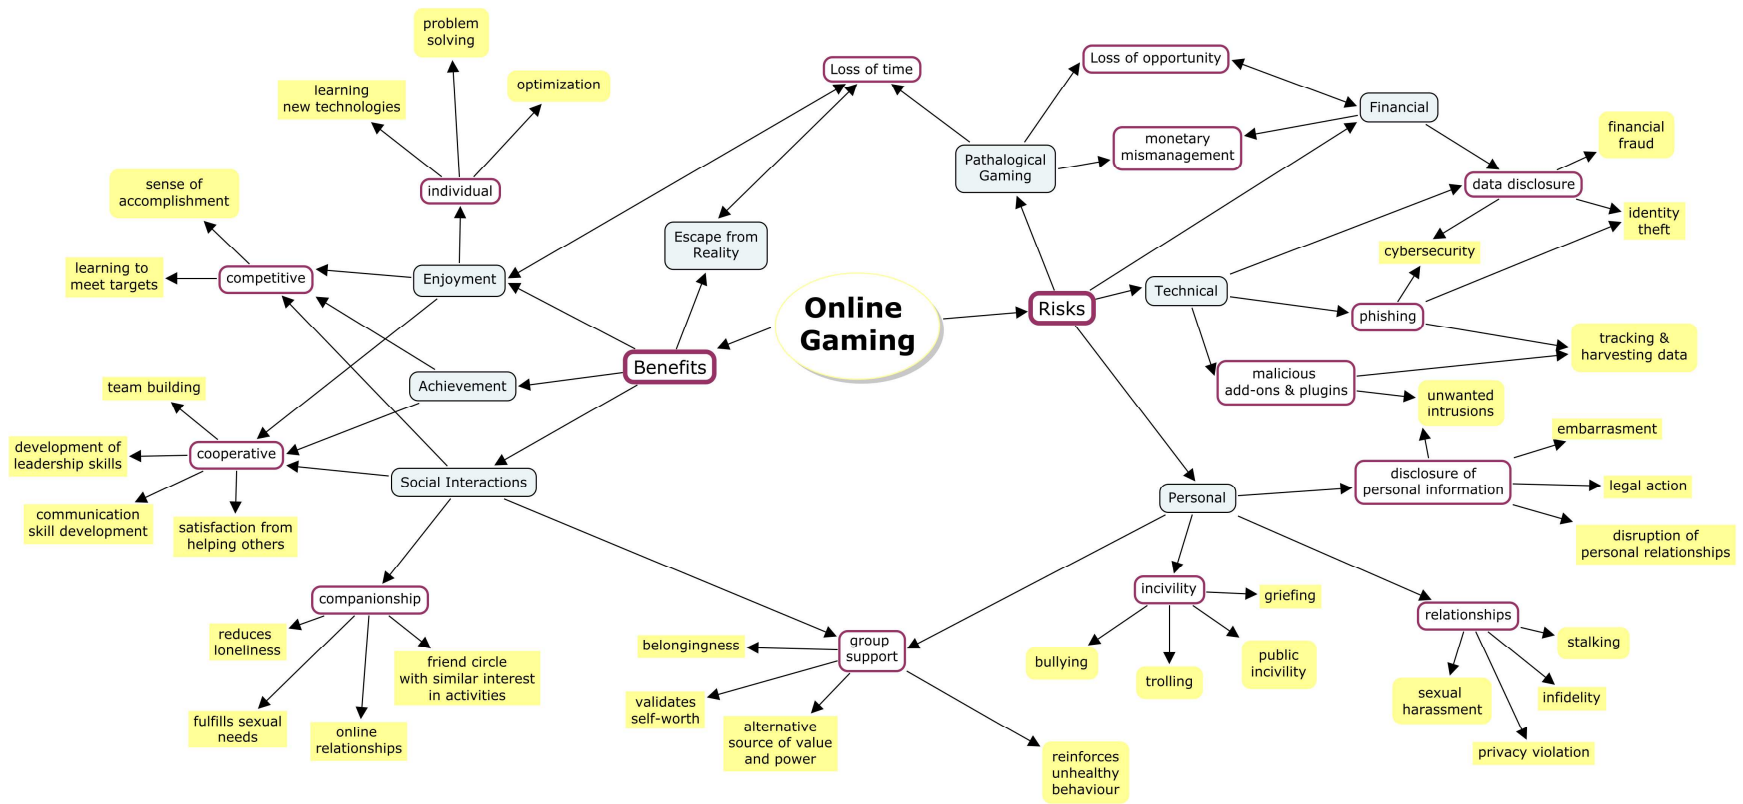 problem
solving
Loss of time
Loss of opportunity
learning
new technologies
optimization
Financial
financial
fraud
monetary
mismanagement
Pathalogical
Gaming
sense of
accomplishment
individual
data disclosure
identity
theft
Escape from
Reality
cybersecurity
learning to
meet targets
competitive
Enjoyment
Technical
Online
Gaming
Risks
phishing
tracking &
harvesting data
Benefits
malicious
add-ons & plugins
team building
Achievement
unwanted
intrusions
embarrasment
development of
leadership skills
cooperative
Social Interactions
disclosure of
personal information
legal action
Personal
communication
skill development
satisfaction from
helping others
disruption of
personal relationships
companionship
incivility
griefing
relationships
reduces
loneliness
belongingness
group
support
bullying
trolling
public
incivility
stalking
friend circle
with similar interest
in activities
validates
self-worth
sexual
harassment
infidelity
fulfills sexual
needs
online
relationships
alternative
source of value
and power
reinforces
unhealthy
behaviour
privacy violation